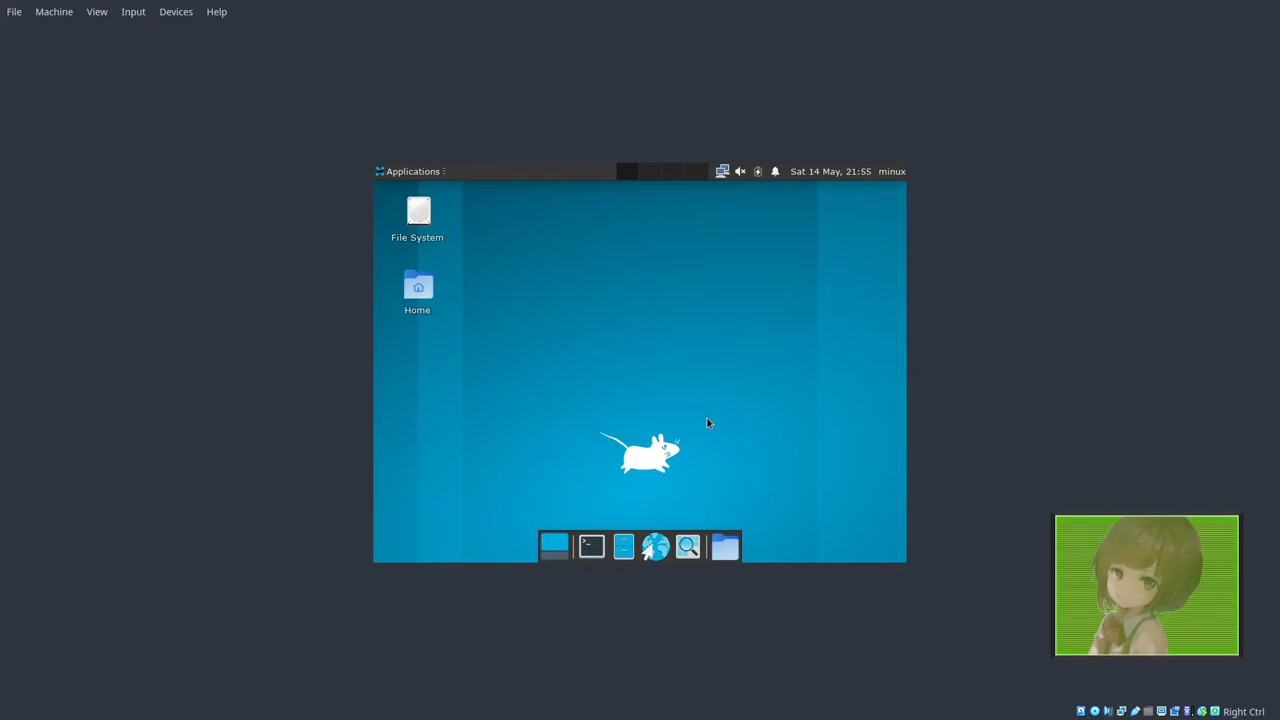 File Machine View Input Devices Help
Applications Sat 14 May, 21:55 minux
File System
Home
>-
Right Ctrl